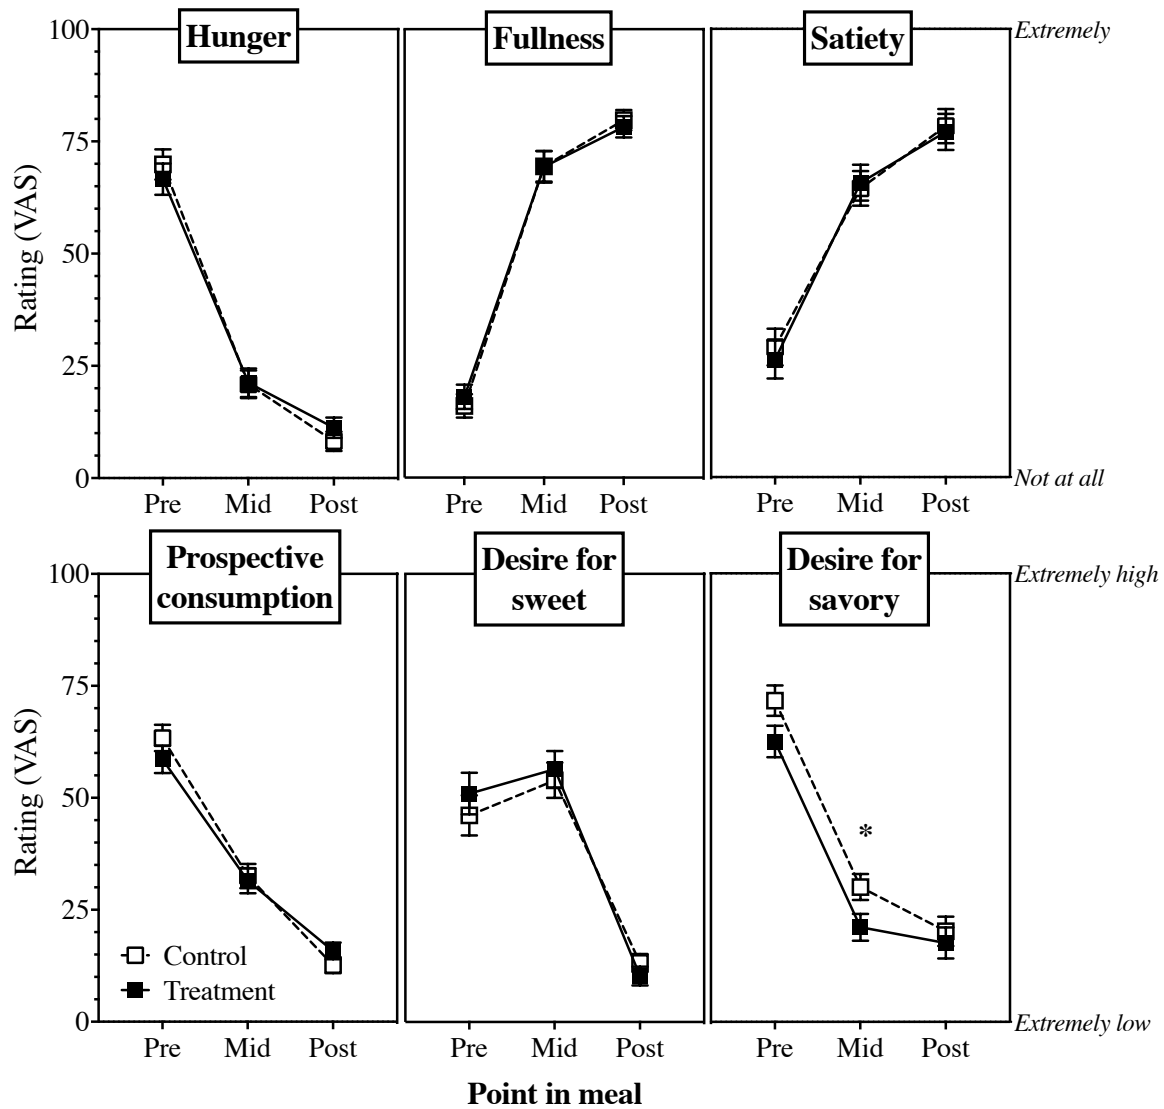 Hunger
Fullness
Satiety
100
75
50
25
0
Rating (VAS)
Extremely
Not at all
Pre Mid Post
Pre Mid Post
Pre Mid Post
Prospective
consumption
Desire for
sweet
Desire for
savory
100
75
50
25
0
Rating (VAS)
Extremely high
*
Control
Treatment
Extremely low
Pre Mid Post
Pre Mid Post
Pre Mid Post
Point in meal